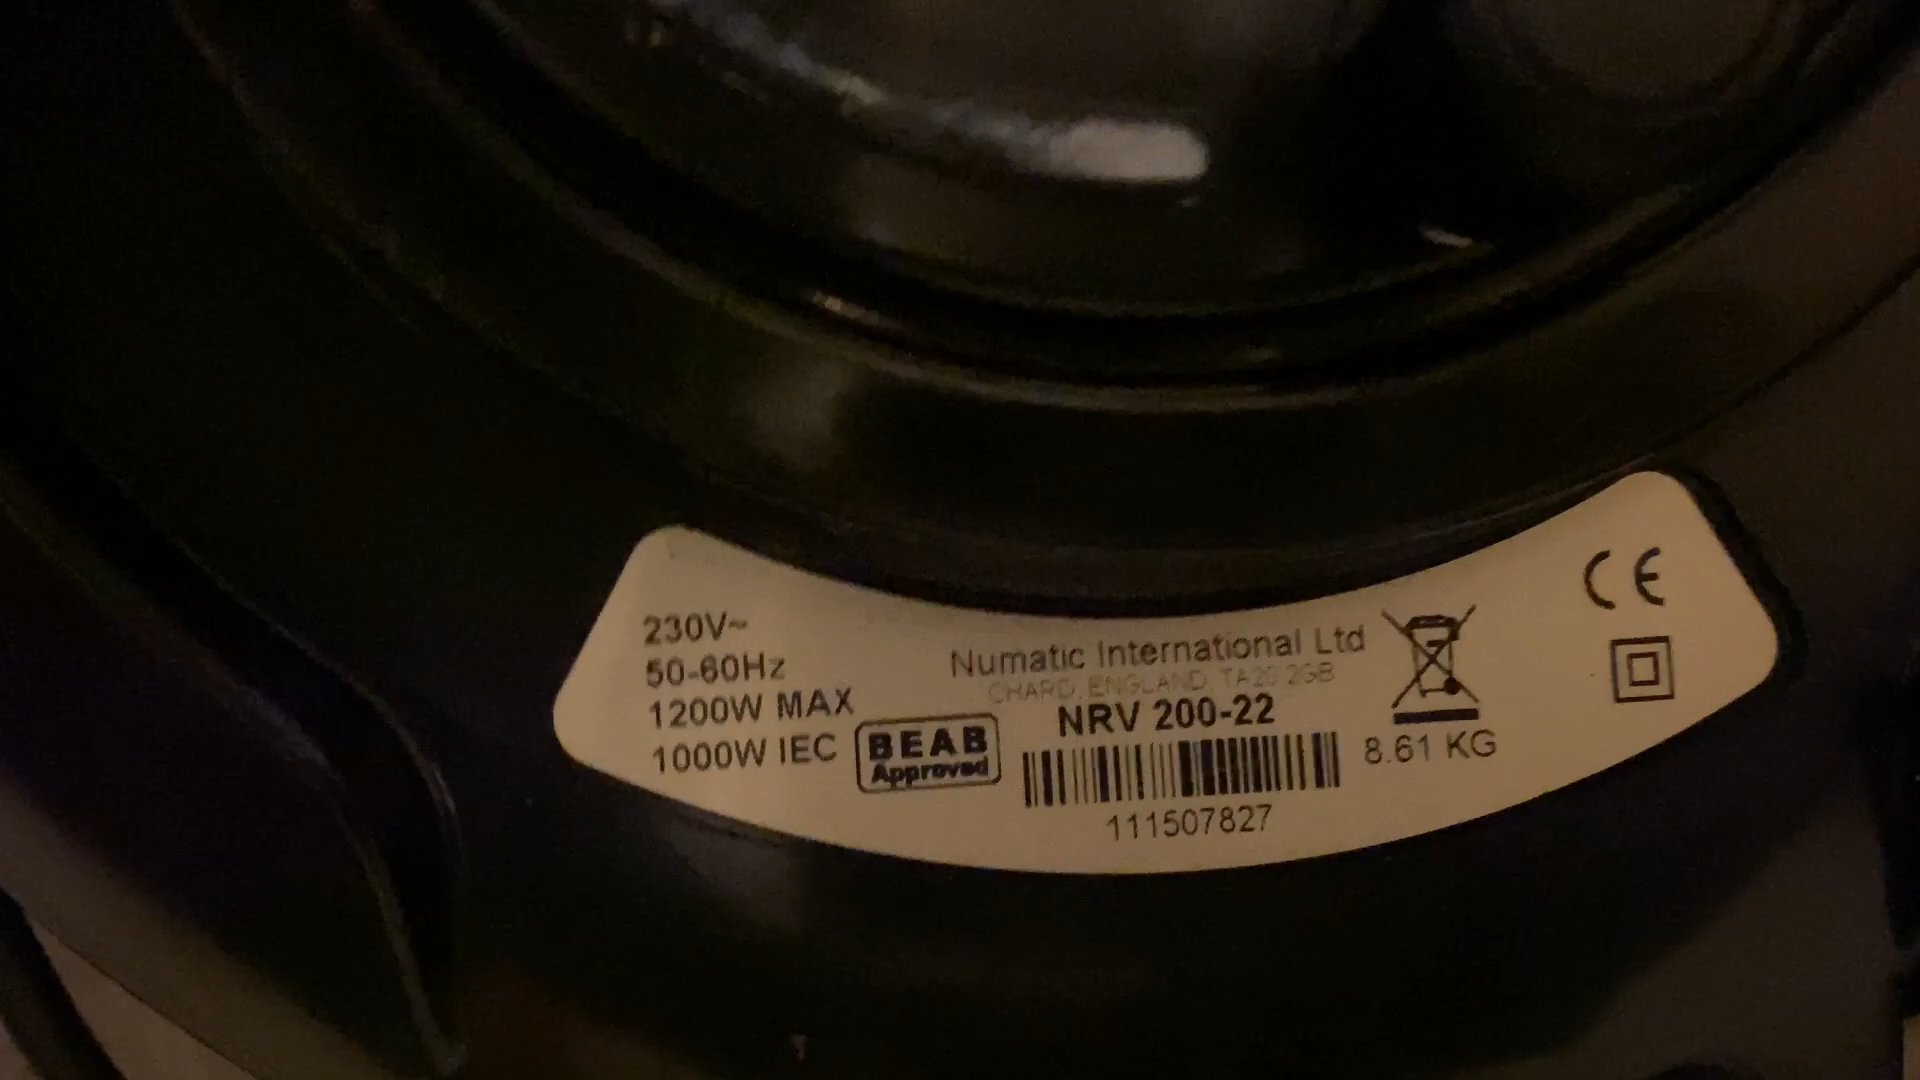 230V~
50-60Hz
1200W MAX
1000W IEC
BEAB
Approved
Numatic International Ltd
CHARD, ENGLAND, TA20 2GB
NRV 200-22
111507827
8.61 KG
CE